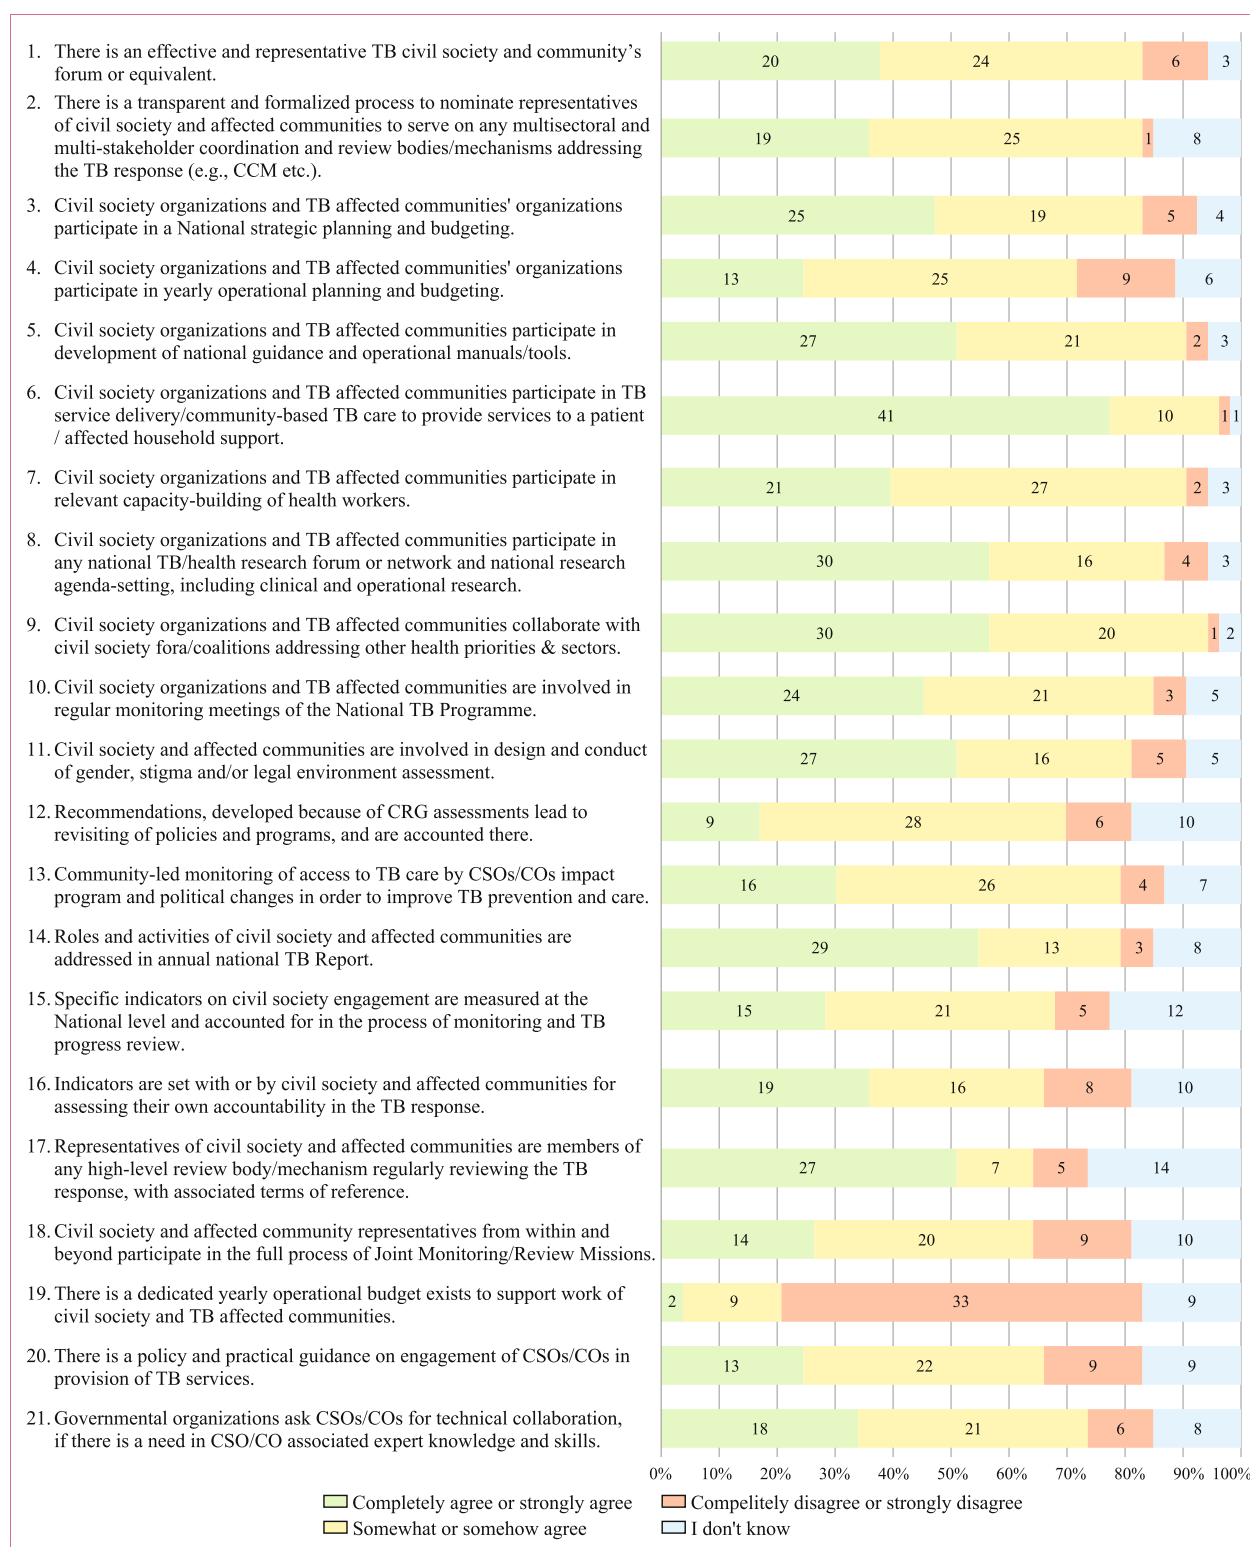 1. There is an effective and representative TB civil society and community’s
forum or equivalent.
20 24 6 3
2. There is a transparent and formalized process to nominate representatives
of civil society and affected communities to serve on any multisectoral and
multi-stakeholder coordination and review bodies/mechanisms addressing
the TB response (e.g., CCM etc.).
19 25 1 8
3. Civil society organizations and TB affected communities' organizations
participate in a National strategic planning and budgeting.
25 19 5 4
4. Civil society organizations and TB affected communities' organizations
participate in yearly operational planning and budgeting.
13 25 9 6
5. Civil society organizations and TB affected communities participate in
development of national guidance and operational manuals/tools.
27 21 2 3
6. Civil society organizations and TB affected communities participate in TB
service delivery/community-based TB care to provide services to a patient
/ affected household support.
41 10 1 1
7. Civil society organizations and TB affected communities participate in
relevant capacity-building of health workers.
21 27 2 3
8. Civil society organizations and TB affected communities participate in
any national TB/health research forum or network and national research
agenda-setting, including clinical and operational research.
30 16 4 3
9. Civil society organizations and TB affected communities collaborate with
civil society fora/coalitions addressing other health priorities & sectors.
30 20 1 2
10. Civil society organizations and TB affected communities are involved in
regular monitoring meetings of the National TB Programme.
24 21 3 5
11. Civil society and affected communities are involved in design and conduct
of gender, stigma and/or legal environment assessment.
27 16 5 5
12. Recommendations, developed because of CRG assessments lead to
revisiting of policies and programs, and are accounted there.
9 28 6 10
13. Community-led monitoring of access to TB care by CSOs/COs impact
program and political changes in order to improve TB prevention and care.
16 26 4 7
14. Roles and activities of civil society and affected communities are
addressed in annual national TB Report.
29 13 3 8
15. Specific indicators on civil society engagement are measured at the
National level and accounted for in the process of monitoring and TB
progress review.
15 21 5 12
16. Indicators are set with or by civil society and affected communities for
assessing their own accountability in the TB response.
19 16 8 10
17. Representatives of civil society and affected communities are members of
any high-level review body/mechanism regularly reviewing the TB
response, with associated terms of reference.
27 7 5 14
18. Civil society and affected community representatives from within and
beyond participate in the full process of Joint Monitoring/Review Missions.
14 20 9 10
19. There is a dedicated yearly operational budget exists to support work of
civil society and TB affected communities.
2 9 33 9
20. There is a policy and practical guidance on engagement of CSOs/COs in
provision of TB services.
13 22 9 9
21. Governmental organizations ask CSOs/COs for technical collaboration,
if there is a need in CSO/CO associated expert knowledge and skills.
18 21 6 8
0% 10% 20% 30% 40% 50% 60% 70% 80% 90% 100%
Completely agree or strongly agree
Compelitely disagree or strongly disagree
Somewhat or somehow agree
I don't know